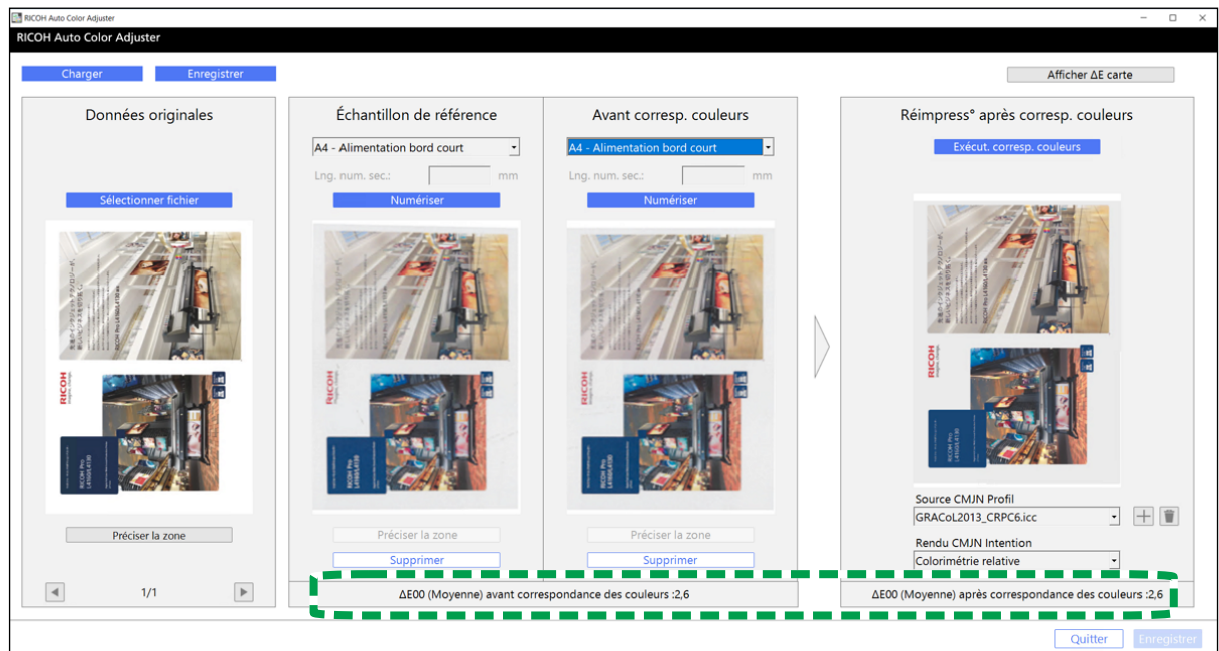 RICOH Auto Color Adjuster
RICOH Auto Color Adjuster
Charger
Enregistrer
Afficher ΔE carte
Données originales
Sélectionner fichier
RICOH
Préciser la zone
1/1
Échantillon de référence
A4 - Alimentation bord court
Lng. num. sec.:
mm
Numériser
RICOH
Préciser la zone
Supprimer
Avant corresp. couleurs
A4 - Alimentation bord court
Lng. num. sec.:
mm
Numériser
RICOH
Préciser la zone
Supprimer
ΔE00 (Moyenne) avant correspondance des couleurs :2,6
Réimpress° après corresp. couleurs
Exécut. corresp. couleurs
RICOH
Source CMJN Profil
GRACoL2013_CRPC6.icc
Rendu CMJN Intention
Colorimétrie relative
ΔE00 (Moyenne) après correspondance des couleurs :2,6
Quitter
Enregistrer